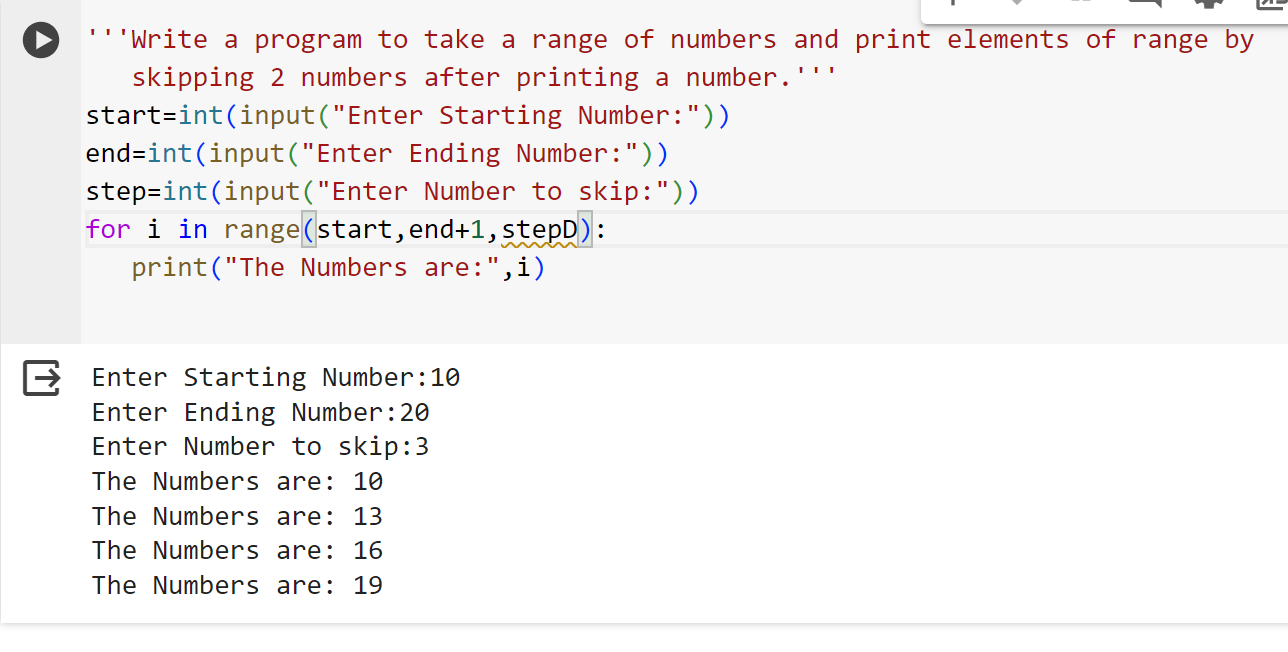 '''Write a program to take a range of numbers and print elements of range by
   skipping 2 numbers after printing a number.'''
start=int(input("Enter Starting Number:"))
end=int(input("Enter Ending Number:"))
step=int(input("Enter Number to skip:"))
for i in range(start,end+1,stepD):
   print("The Numbers are:",i)
Enter Starting Number:10
Enter Ending Number:20
Enter Number to skip:3
The Numbers are: 10
The Numbers are: 13
The Numbers are: 16
The Numbers are: 19